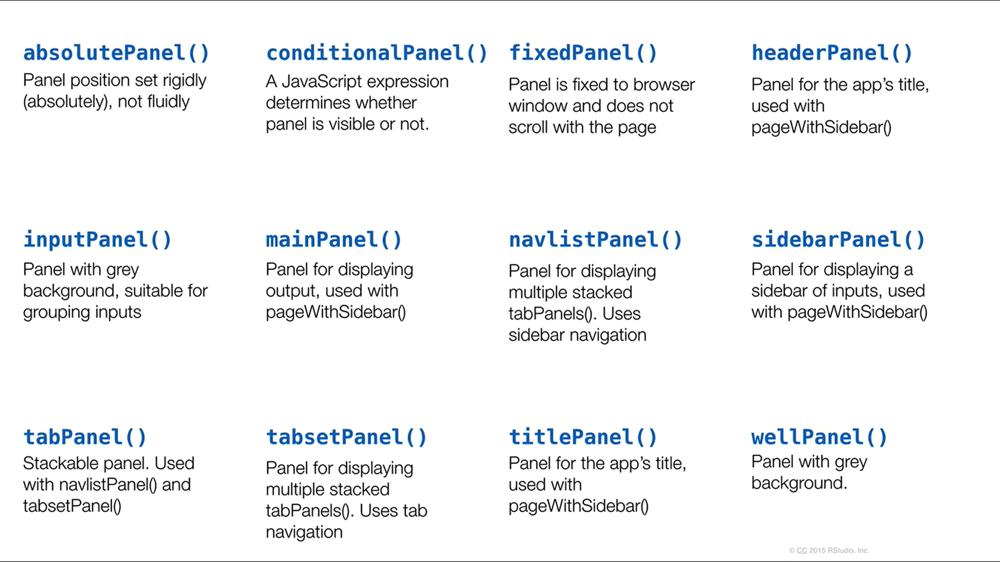 absolutePanel()
Panel position set rigidly
(absolutely), not fluidly
conditionalPanel()
A JavaScript expression
determines whether
panel is visible or not.
fixedPanel()
Panel is fixed to browser
window and does not
scroll with the page
headerPanel()
Panel for the app’s title,
used with
pageWithSidebar()
inputPanel()
Panel with grey
background, suitable for
grouping inputs
mainPanel()
Panel for displaying
output, used with
pageWithSidebar()
navlistPanel()
Panel for displaying
multiple stacked
tabPanels(). Uses
sidebar navigation
sidebarPanel()
Panel for displaying a
sidebar of inputs, used
with pageWithSidebar()
tabPanel()
Stackable panel. Used
with navlistPanel() and
tabsetPanel()
tabsetPanel()
Panel for displaying
multiple stacked
tabPanels(). Uses tab
navigation
titlePanel()
Panel for the app’s title,
used with
pageWithSidebar()
wellPanel()
Panel with grey
background.
© CC 2015 RStudio, Inc.